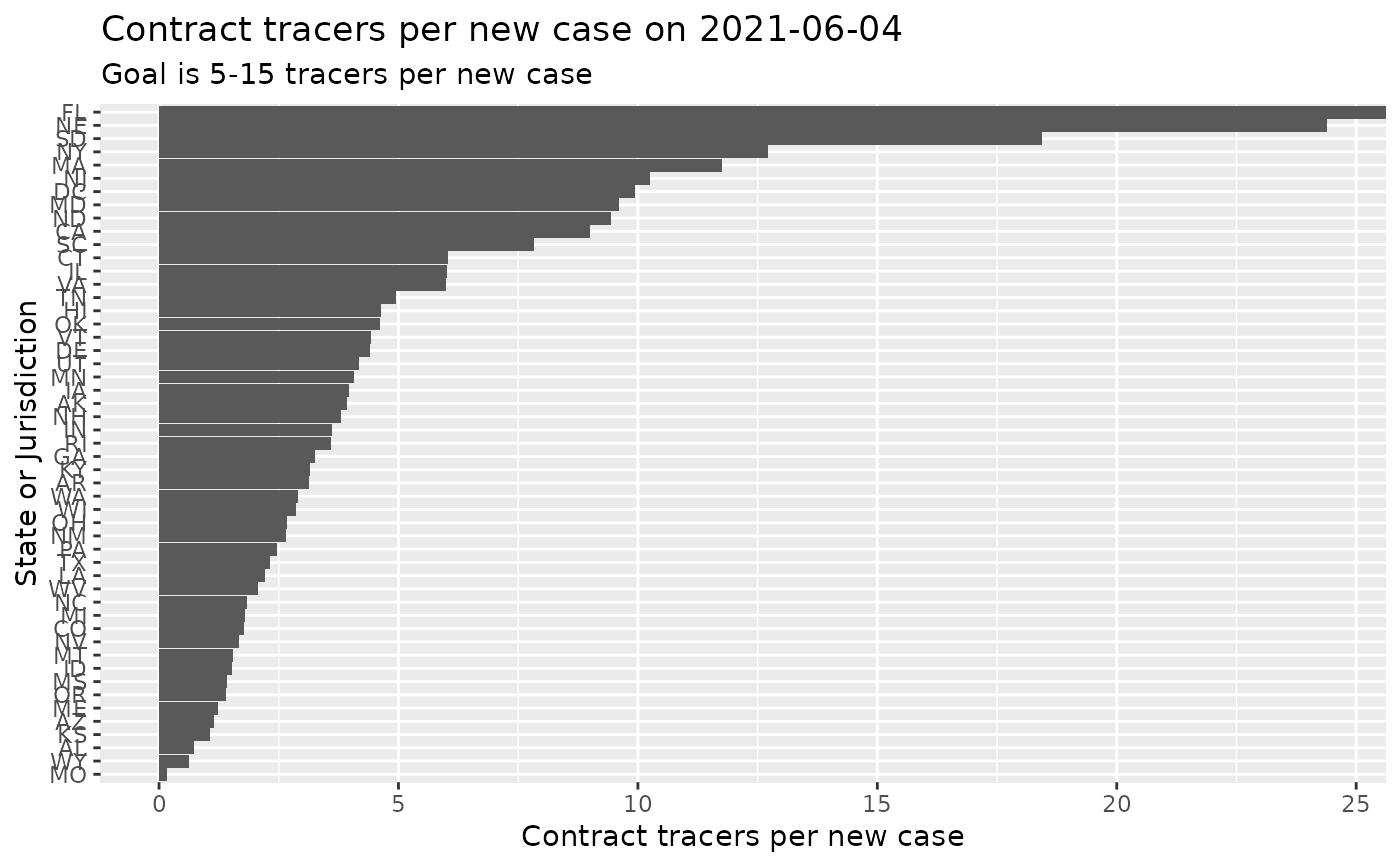 Contract tracers per new case on 2021-06-04
Goal is 5-15 tracers per new case
State or Jurisdiction
FL
NE
SD
NY
MA
NJ
DC
MD
ND
CA
SC
CT
IL
VA
TN
HI
OK
VT
DE
UT
MN
IA
AK
NH
IN
RI
GA
KY
AR
WA
WI
OH
NM
PA
TX
LA
WV
NC
MI
CO
NV
MT
ID
MS
OR
ME
AZ
KS
AL
WY
MO
0 5 10 15 20 25
Contract tracers per new case